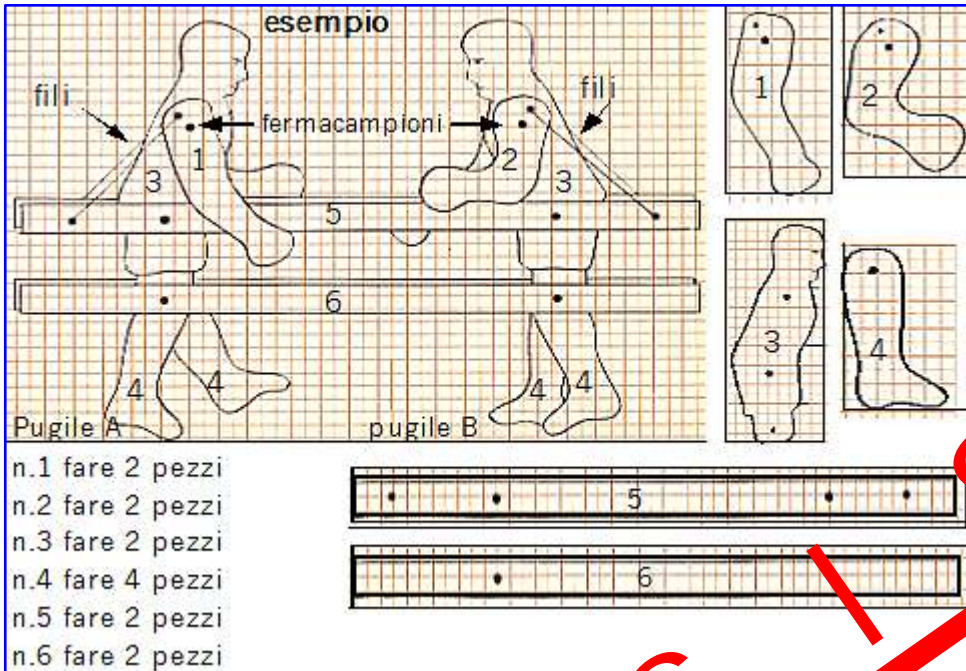 esempio
fili
fermacampioni
fili
1
2
3
3
5
6
4
4
4
4
Pugile A
pugile B
1
2
3
4
n.1 fare 2 pezzi
n.2 fare 2 pezzi
n.3 fare 2 pezzi
n.4 fare 4 pezzi
n.5 fare 2 pezzi
n.6 fare 2 pezzi
5
6